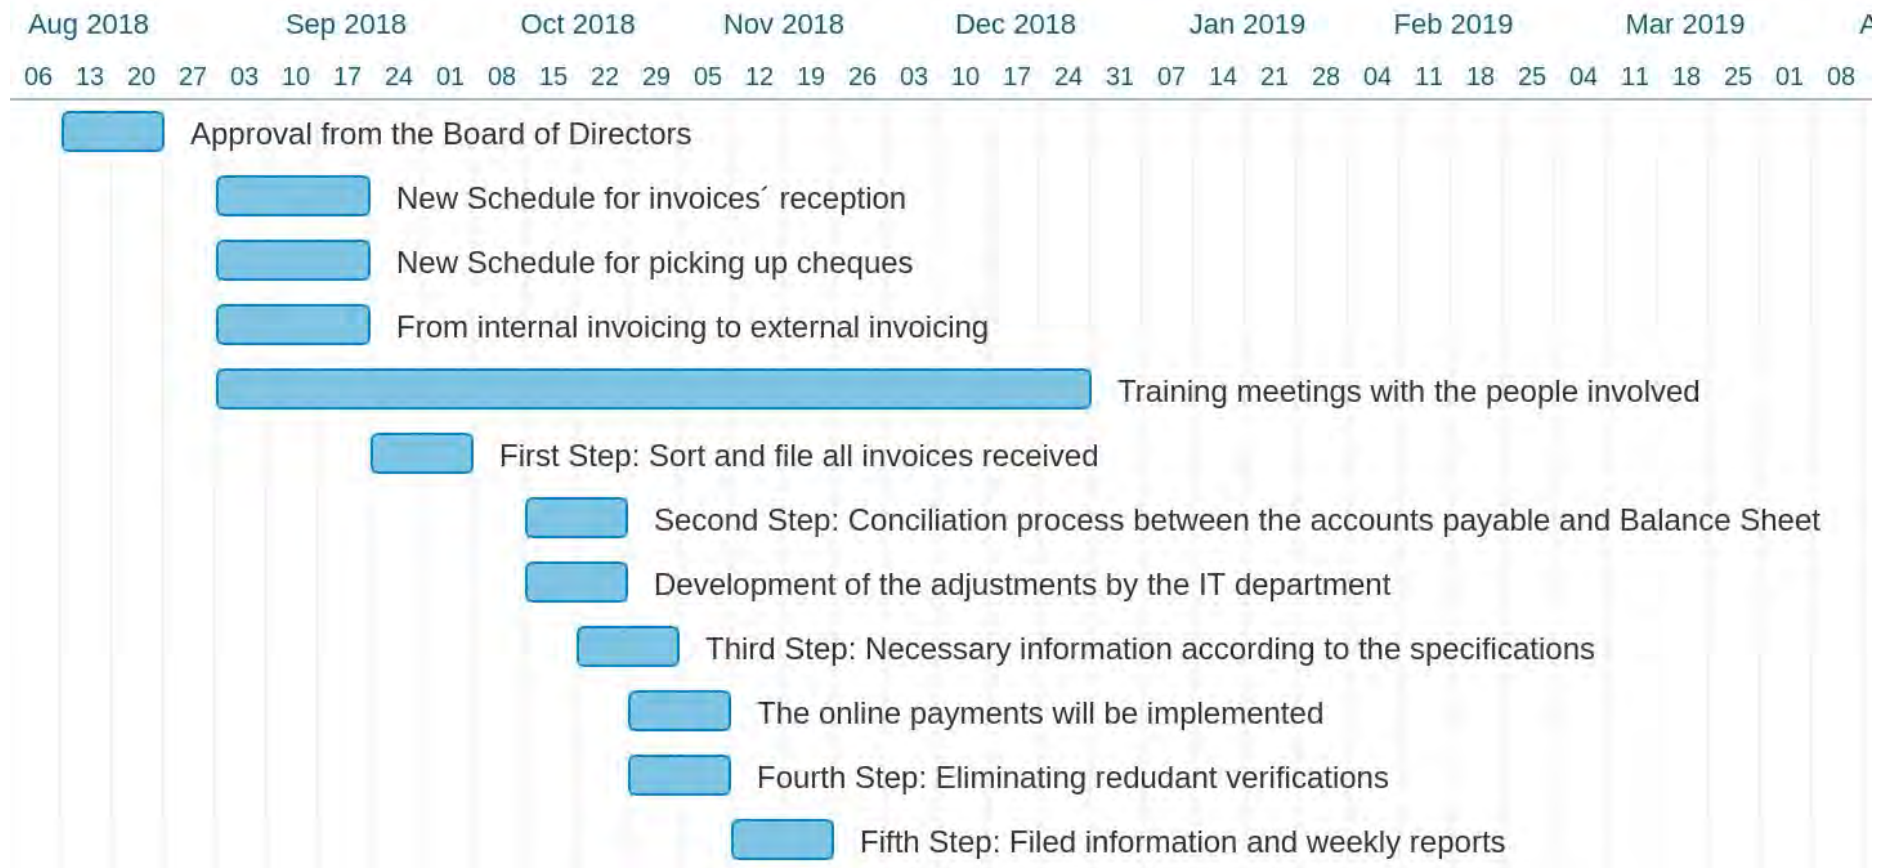 Aug 2018 Sep 2018 Oct 2018 Nov 2018 Dec 2018 Jan 2019 Feb 2019 Mar 2019 A
06 13 20 27 03 10 17 24 01 08 15 22 29 05 12 19 26 03 10 17 24 31 07 14 21 28 04 11 18 25 04 11 18 25 01 08
Approval from the Board of Directors
New Schedule for invoices´ reception
New Schedule for picking up cheques
From internal invoicing to external invoicing
Training meetings with the people involved
First Step: Sort and file all invoices received
Second Step: Conciliation process between the accounts payable and Balance Sheet
Development of the adjustments by the IT department
Third Step: Necessary information according to the specifications
The online payments will be implemented
Fourth Step: Eliminating redudant verifications
Fifth Step: Filed information and weekly reports